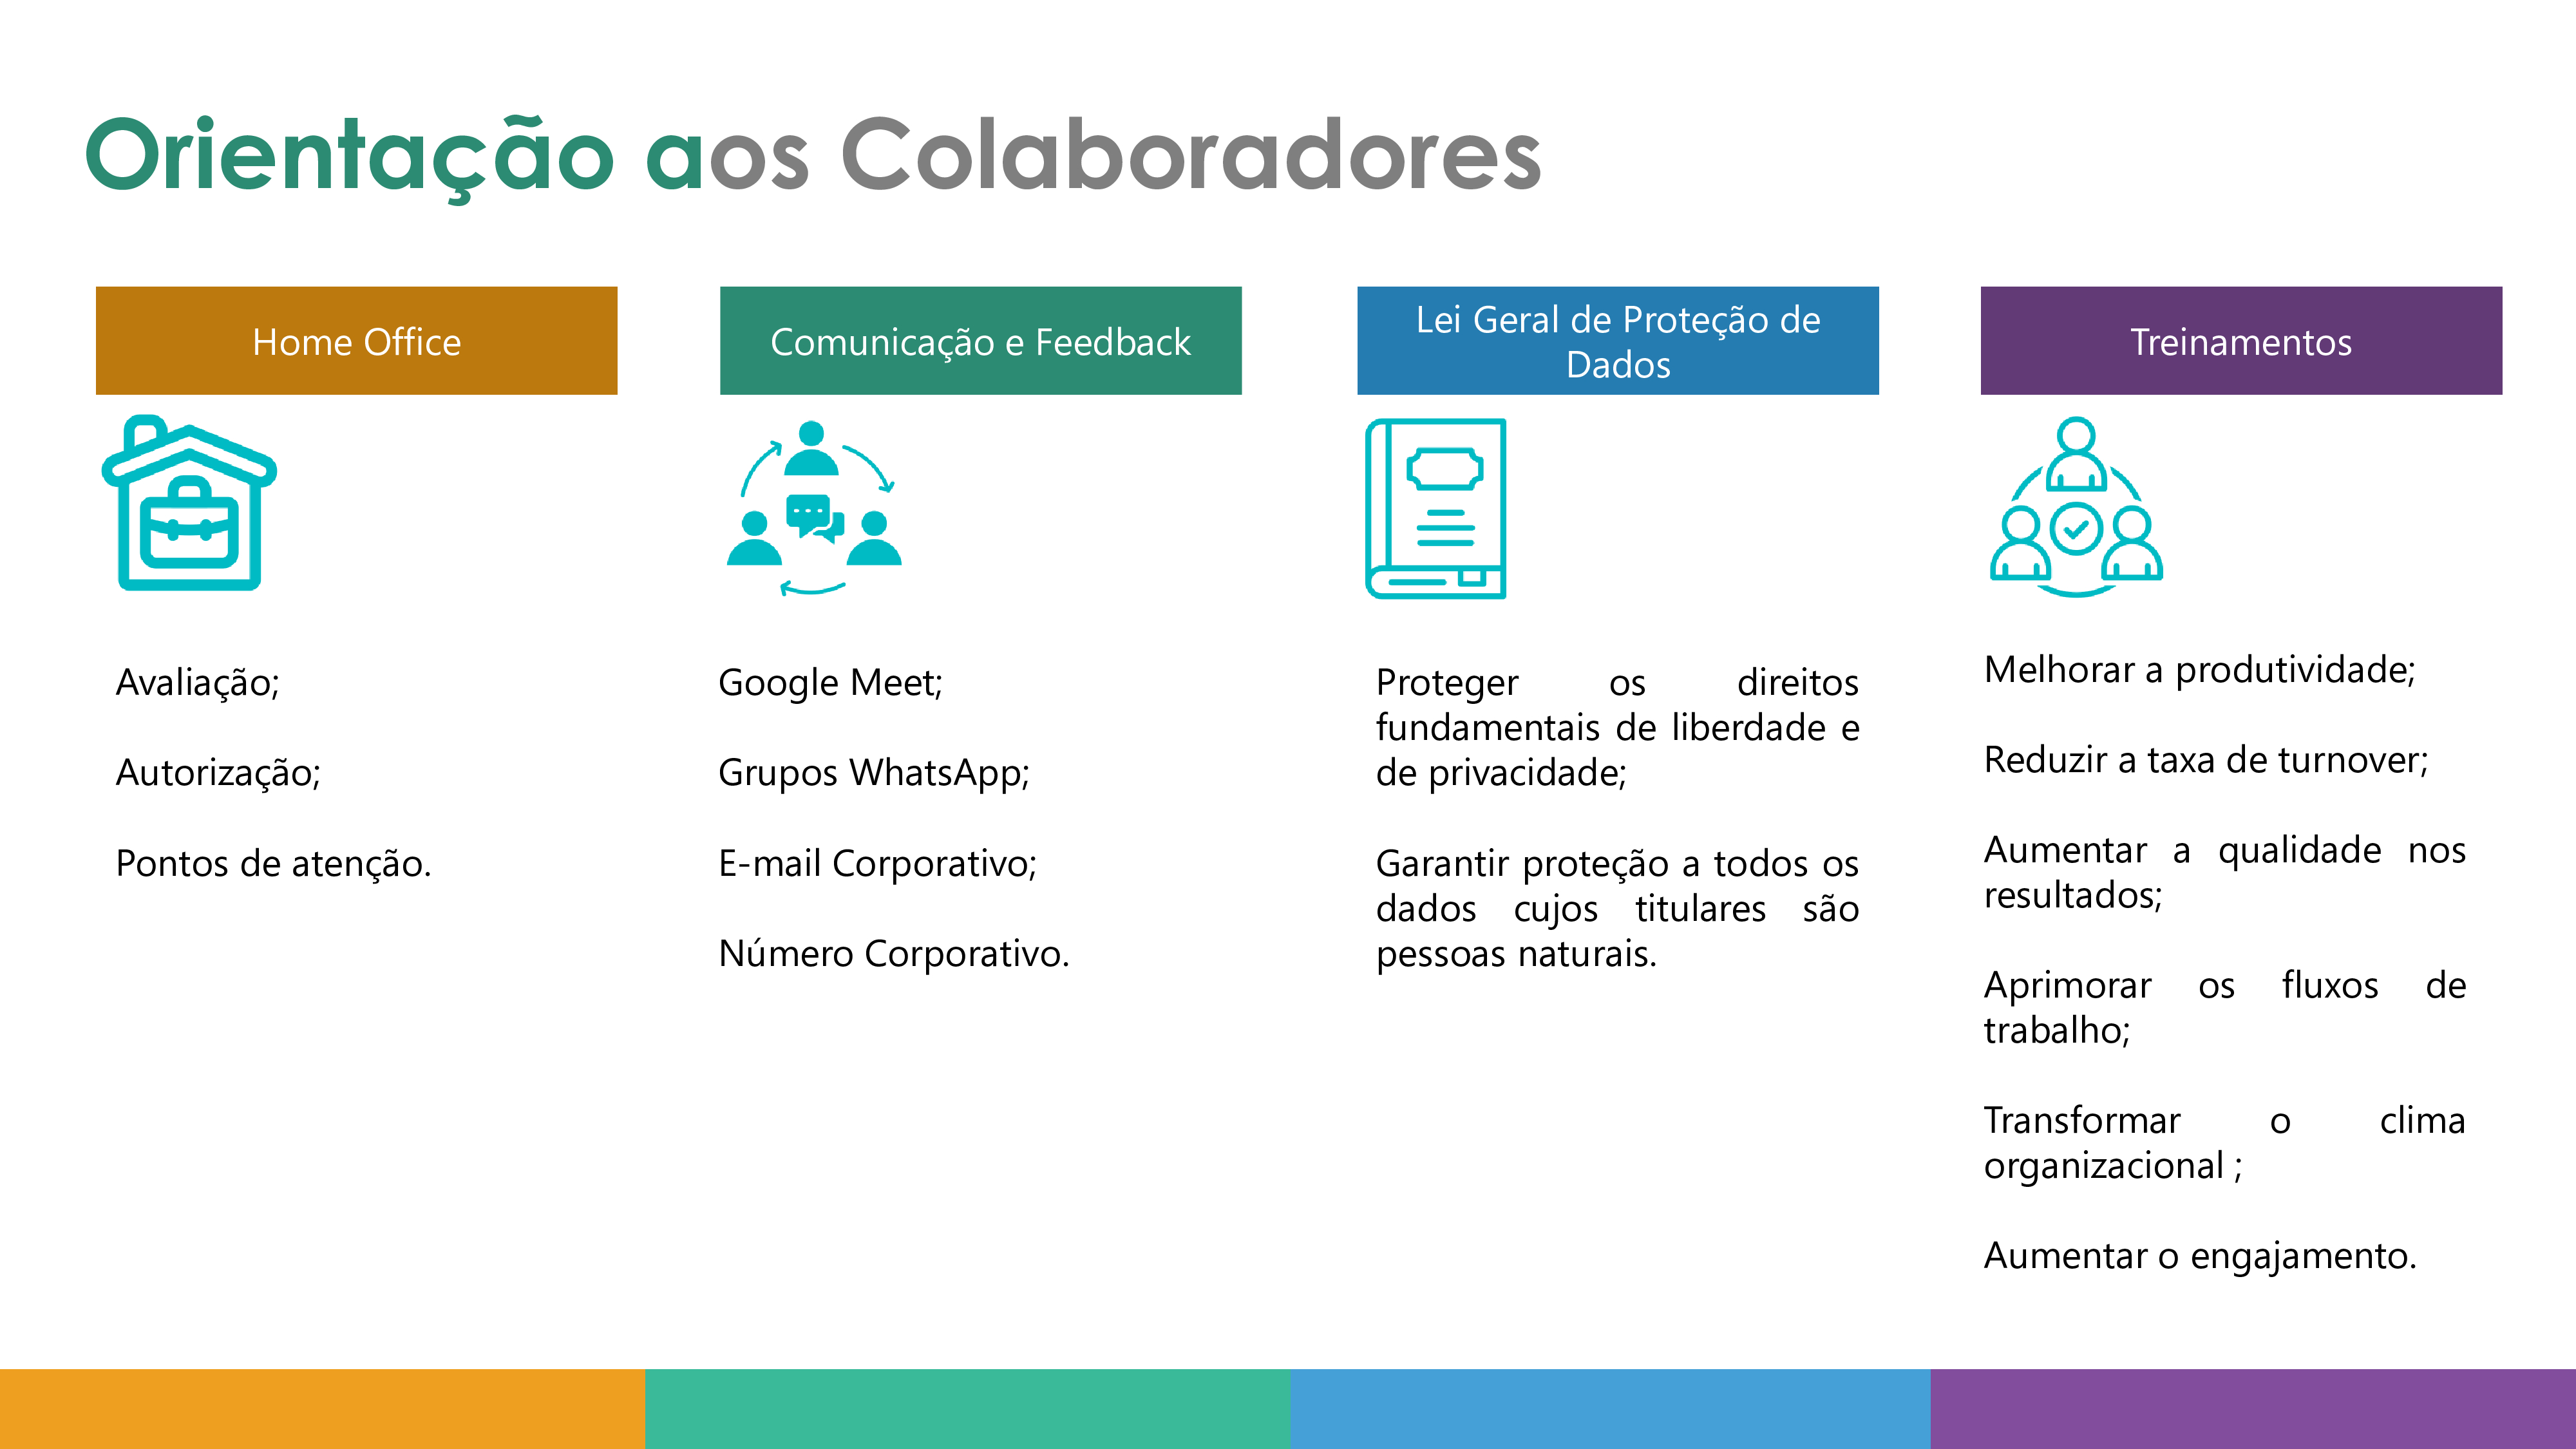 Orientação aos Colaboradores
Home Office
Avaliação;
Autorização;
Pontos de atenção.
Comunicação e Feedback
Google Meet;
Grupos WhatsApp;
E-mail Corporativo;
Número Corporativo.
Lei Geral de Proteção de
Dados
Proteger os direitos
fundamentais de liberdade e
de privacidade;
Garantir proteção a todos os
dados cujos titulares são
pessoas naturais.
Treinamentos
Melhorar a produtividade;
Reduzir a taxa de turnover;
Aumentar a qualidade nos
resultados;
Aprimorar os fluxos de
trabalho;
Transformar o clima
organizacional ;
Aumentar o engajamento.